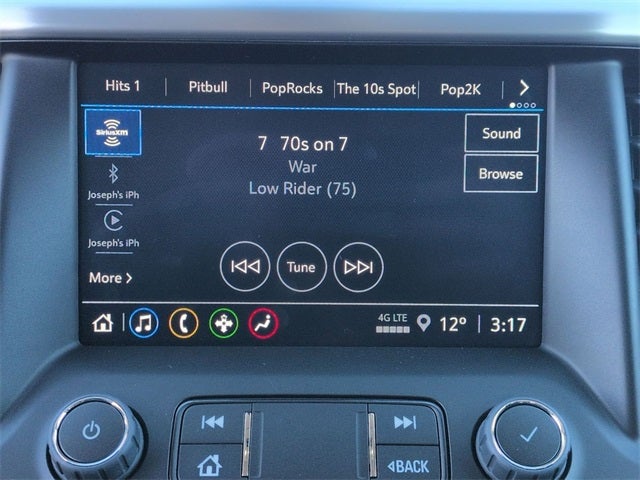 Hits 1 Pitbull PopRocks The 10s Spot Pop2K
SiriusXM
7 70s on 7
Sound
War
Browse
Low Rider (75)
Joseph's iPh
Joseph's iPh
Tune
More
4G LTE
12° 3:17
BACK